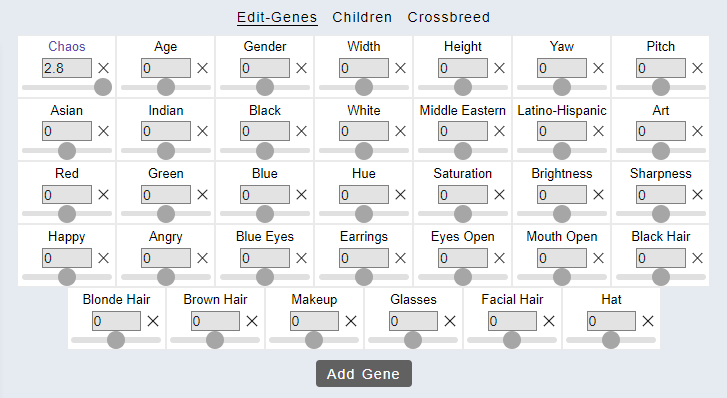 Edit-Genes Children Crossbreed
Chaos Age Gender Width Height Yaw Pitch
2.8 0 0 0 0 0 0
Asian Indian Black White Middle Eastern Latino-Hispanic Art
0 0 0 0 0 0 0
Red Green Blue Hue Saturation Brightness Sharpness
0 0 0 0 0 0 0
Happy Angry Blue Eyes Earrings Eyes Open Mouth Open Black Hair
0 0 0 0 0 0 0
Blonde Hair Brown Hair Makeup Glasses Facial Hair Hat
0 0 0 0 0 0
Add Gene